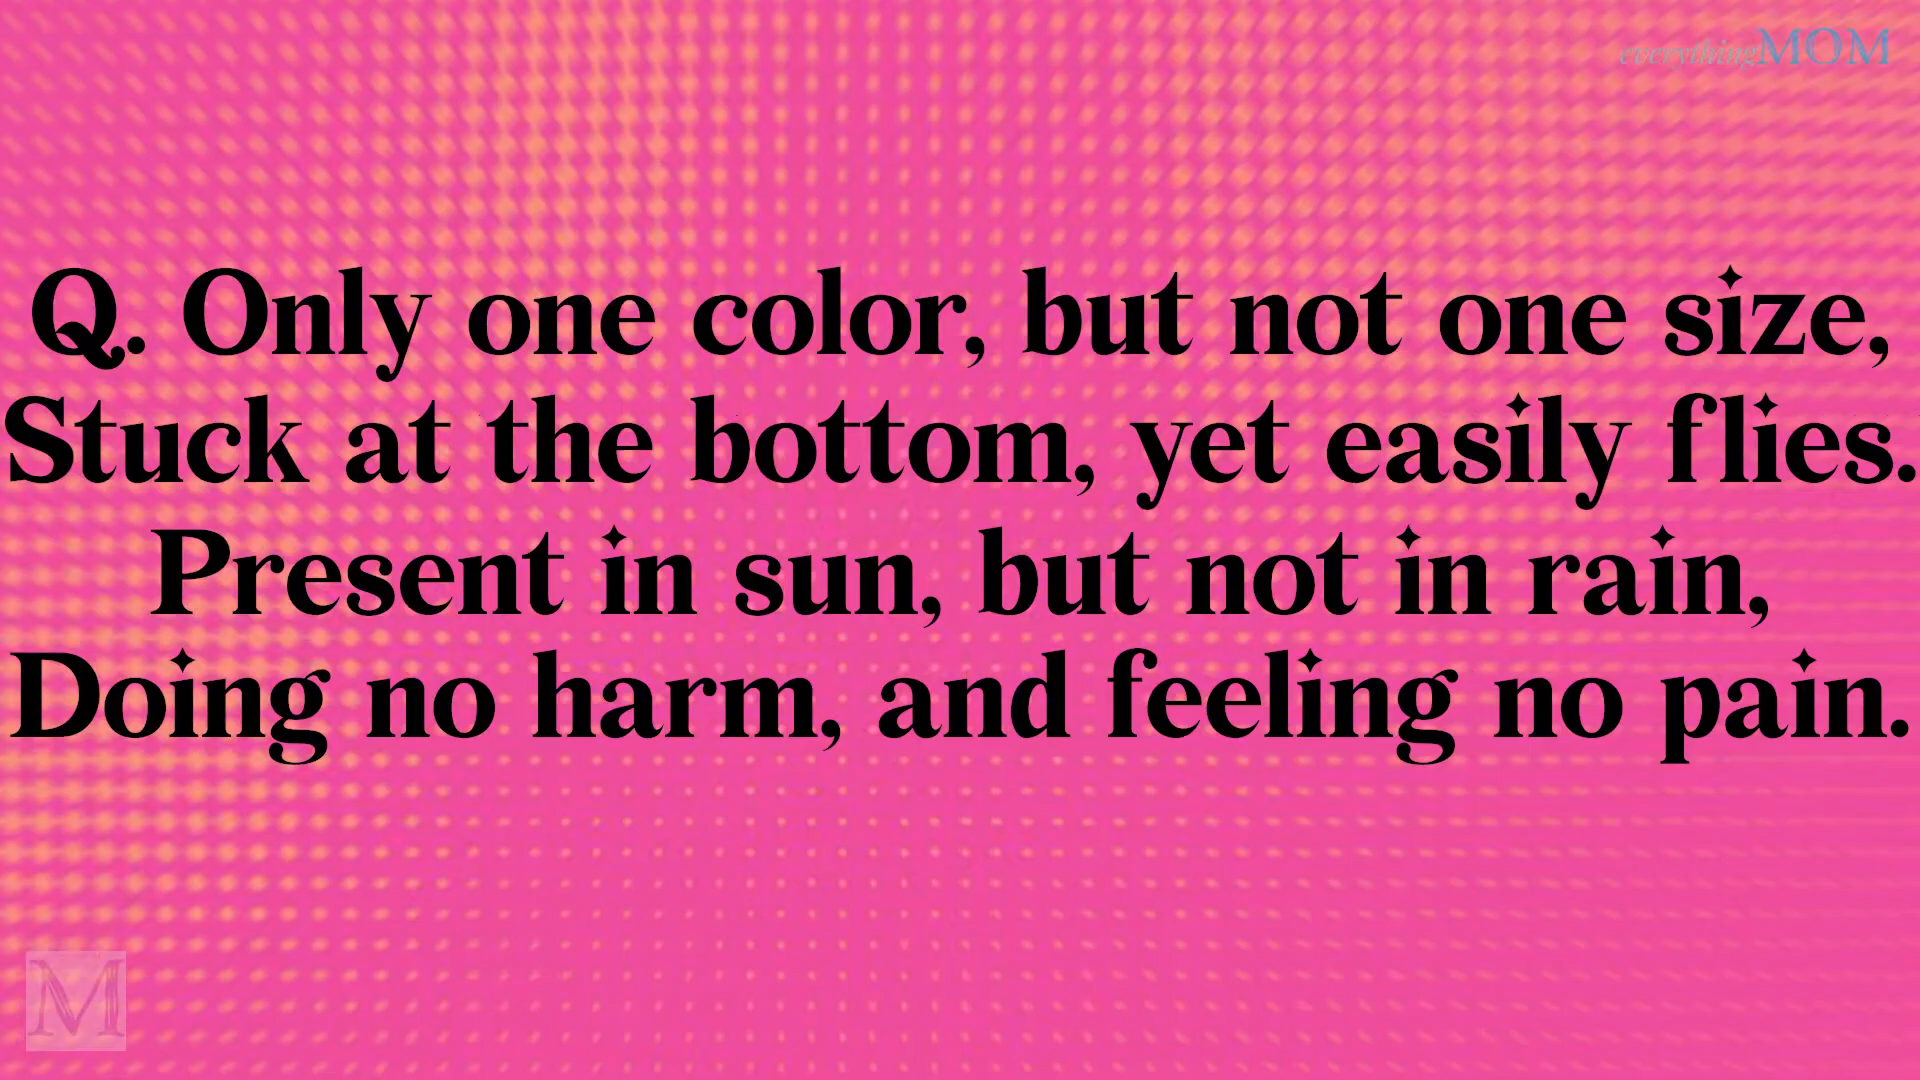 everythingMOM
Q. Only one color, but not one size,
Stuck at the bottom, yet easily flies.
Present in sun, but not in rain,
Doing no harm, and feeling no pain.
M